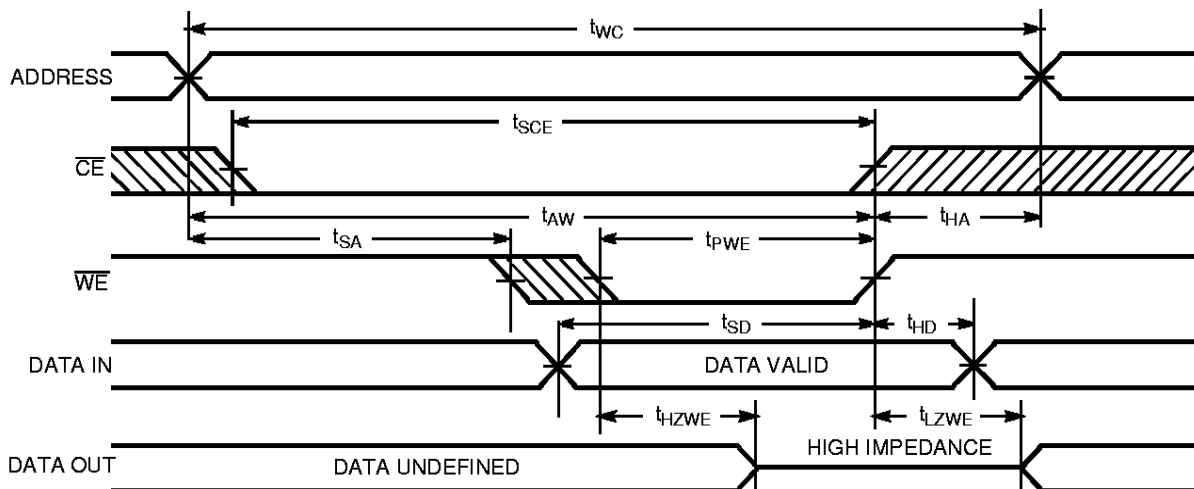 tWC
ADDRESS
tSCE
CE
tAW
tHA
tSA
tPWE
WE
tSD
tHD
DATA IN
DATA VALID
tHZWE
tLZWE
HIGH IMPEDANCE
DATA OUT
DATA UNDEFINED